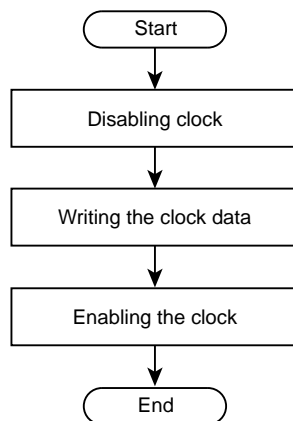 Start
Disabling clock
Writing the clock data
Enabling the clock
End